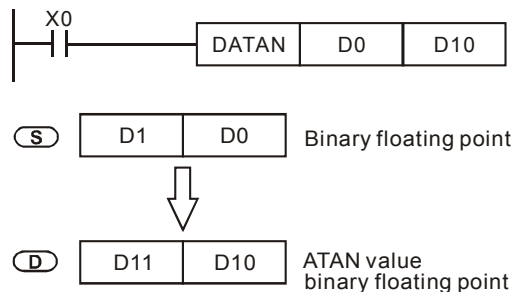 X0
DATAN D0 D10
S D1 D0 Binary floating point
D D11 D10 ATAN value
binary floating point